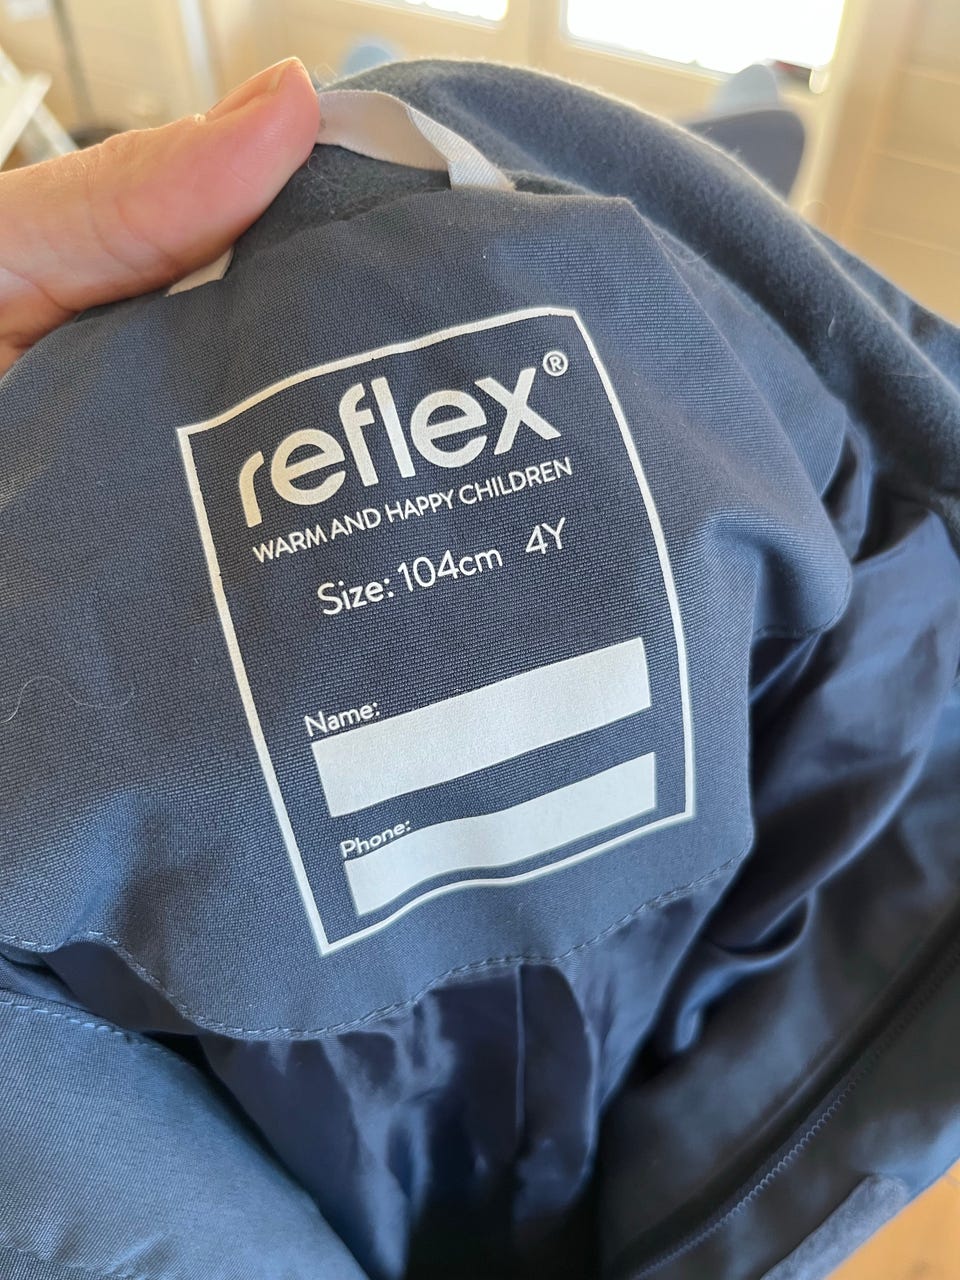 reflex®
WARM AND HAPPY CHILDREN
Size: 104cm 4Y
Name:
Phone: